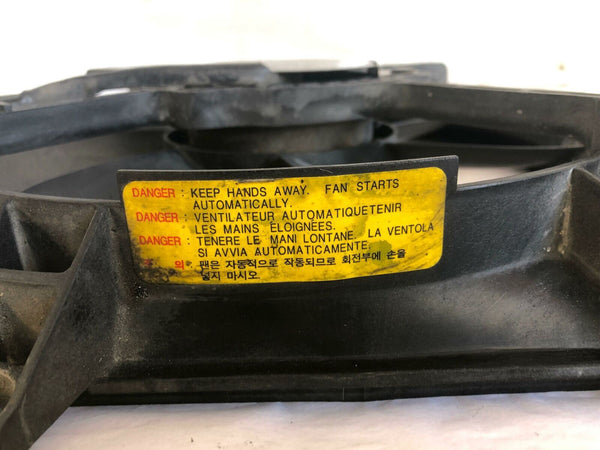 DANGER : KEEP HANDS AWAY. FAN STARTS
AUTOMATICALLY.
DANGER : VENTILATEUR AUTOMATIQUETENIR
LES MAINS ELOIGNÉES.
DANGER : TENERE LE MANI LONTANE. LA VENTOLA
SI AVVIA AUTOMATICAMENTE.
의 : 팬은 자동적으로 작동되므로 회전부에 손을
넣지 마시오.